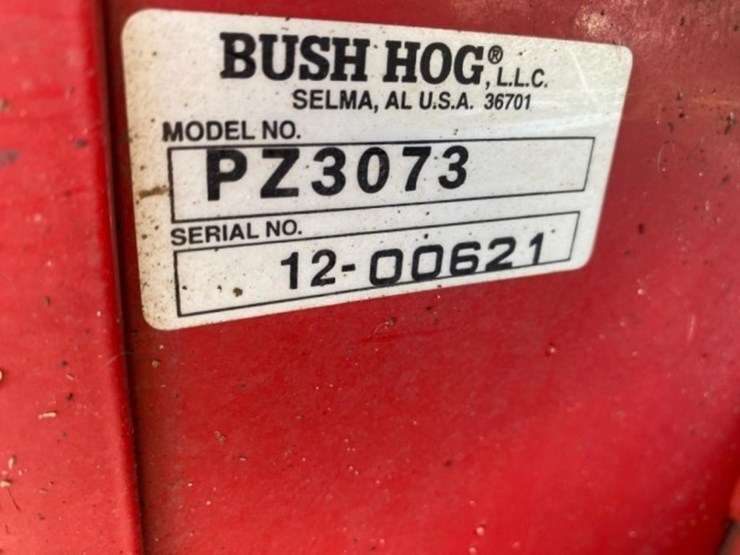 BUSH HOG®, L.L.C.
SELMA, AL U.S.A. 36701
MODEL NO.
PZ3073
SERIAL NO.
12-00621